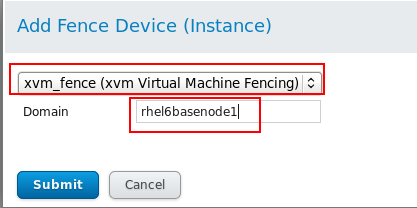 Add Fence Device (Instance)
xvm_fence (xvm Virtual Machine Fencing)
Domain rhel6basenode1
Submit Cancel